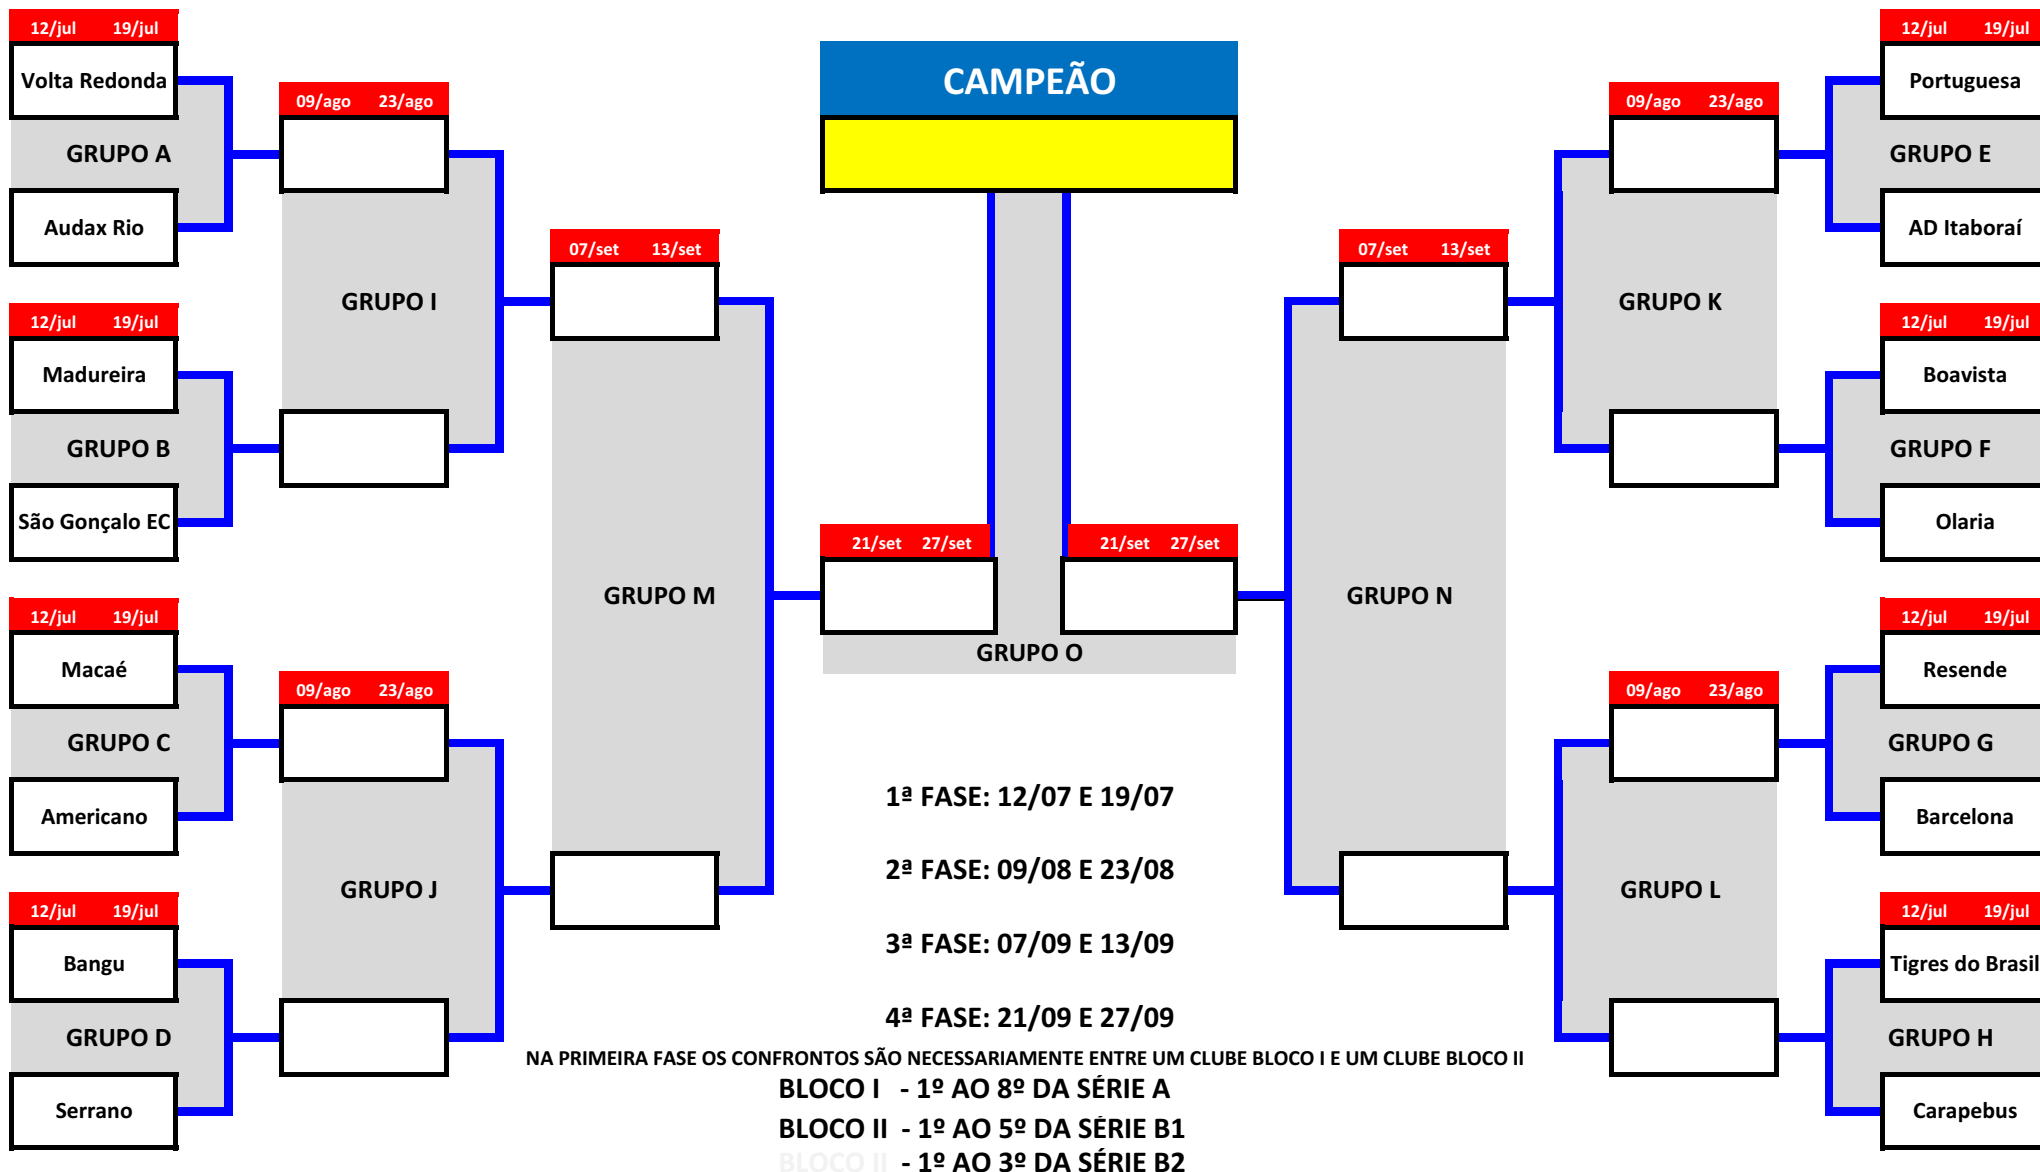 12/jul 19/jul
Volta Redonda
GRUPO A
Audax Rio
12/jul 19/jul
Madureira
GRUPO B
São Gonçalo EC
12/jul 19/jul
Macaé
GRUPO C
Americano
12/jul 19/jul
Bangu
GRUPO D
Serrano
09/ago 23/ago
GRUPO I
09/ago 23/ago
GRUPO J
07/set 13/set
GRUPO M
CAMPEÃO
21/set 27/set
21/set 27/set
GRUPO O
1ª FASE: 12/07 E 19/07
2ª FASE: 09/08 E 23/08
3ª FASE: 07/09 E 13/09
4ª FASE: 21/09 E 27/09
NA PRIMEIRA FASE OS CONFRONTOS SÃO NECESSARIAMENTE ENTRE UM CLUBE BLOCO I E UM CLUBE BLOCO II
BLOCO I - 1º AO 8º DA SÉRIE A
BLOCO II - 1º AO 5º DA SÉRIE B1
BLOCO II - 1º AO 3º DA SÉRIE B2
07/set 13/set
GRUPO N
09/ago 23/ago
GRUPO K
09/ago 23/ago
GRUPO L
12/jul 19/jul
Portuguesa
GRUPO E
AD Itaboraí
12/jul 19/jul
Boavista
GRUPO F
Olaria
12/jul 19/jul
Resende
GRUPO G
Barcelona
12/jul 19/jul
Tigres do Brasil
GRUPO H
Carapebus